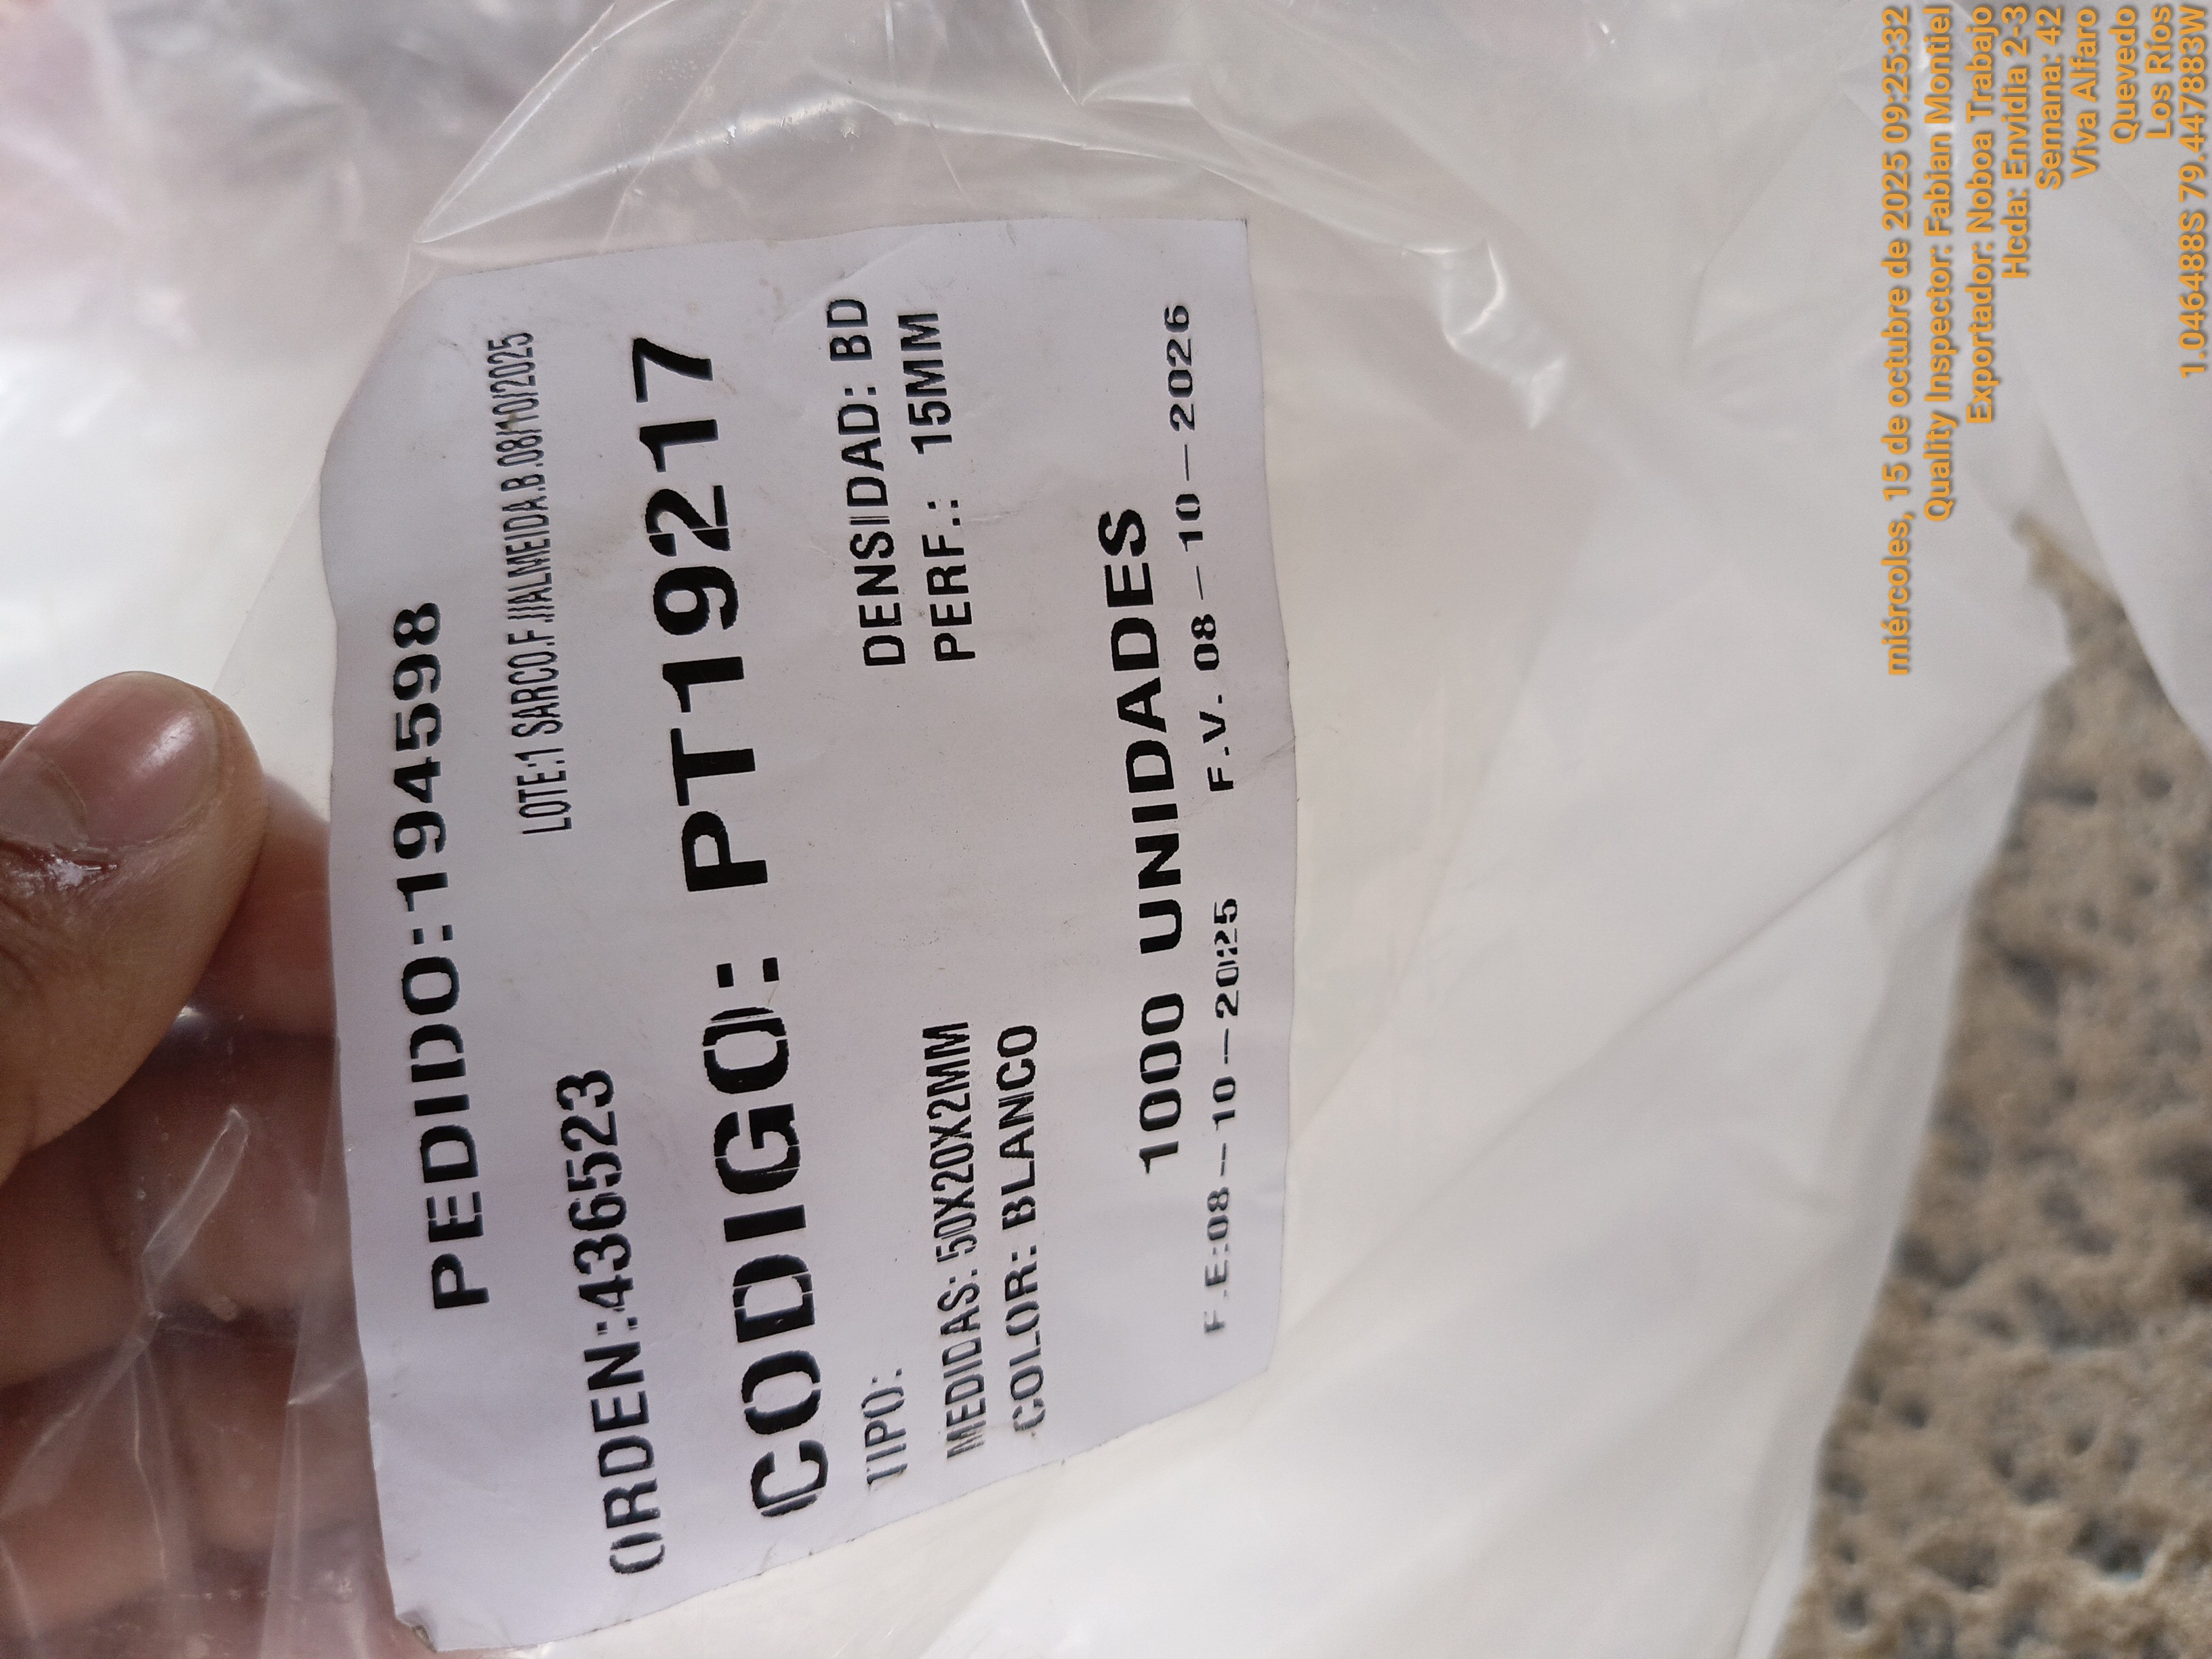 PEDIDO:194598
LOTE:1 SARCO.F.//ALMEIDA.B.08/10/2025
ORDEN:436523
CODIGO: PT19217
TIPO:
DENSIDAD: BD
MEDIDAS: 50X20X2MM
PERF.: 15MM
COLOR: BLANCO
1000 UNIDADES
F.E:08-10-2025 F.V. 08-10-2026
miércoles, 15 de octubre de 2025 09:25:32
Quality Inspector: Fabian Montiel
Exportador: Noboa Trabajo
Hcda: Envidia 2-3
Semana: 42
Viva Alfaro
Quevedo
Los Ríos
1.046488S 79.447883W